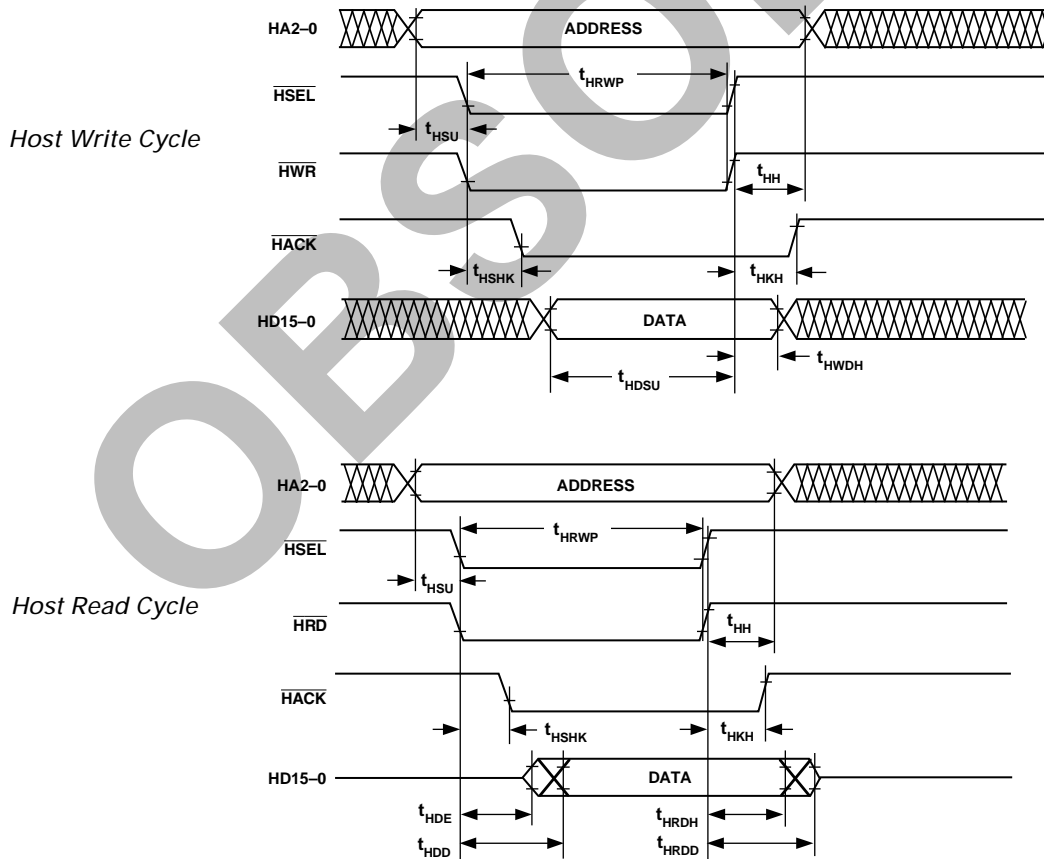 HA2–0
ADDRESS
HSEL
tHRWP
tHSU
Host Write Cycle
HWR
tHH
HACK
tHSHK
tHKH
HD15–0
DATA
tHDSU
tHWDH
HA2–0
ADDRESS
HSEL
tHRWP
tHSU
Host Read Cycle
HRD
tHH
HACK
tHSHK
tHKH
HD15–0
DATA
tHDE
tHRDH
tHDD
tHRDD
OBSO